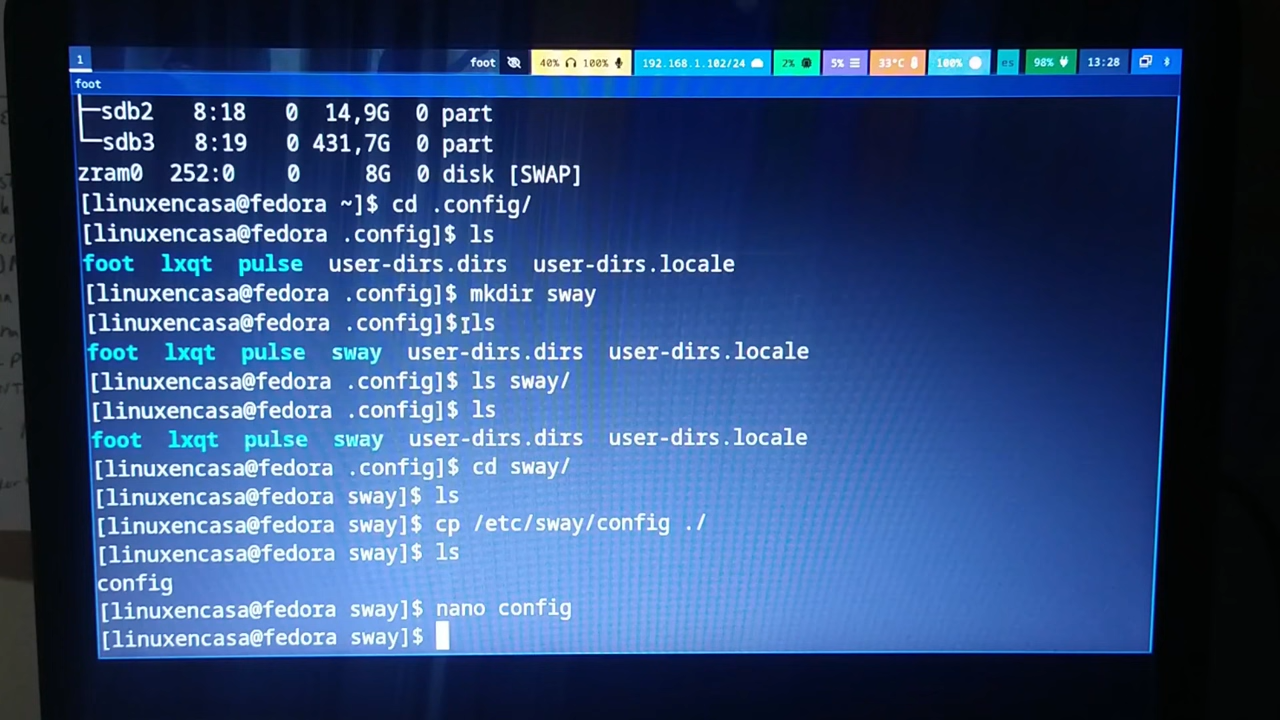 1 foot 40% 100% 192.168.1.102/24 2% 5% 33°C 100% es 98% 13:28
foot
├─sdb2 8:18 0 14,9G 0 part
└─sdb3 8:19 0 431,7G 0 part
zram0 252:0 0 8G 0 disk [SWAP]
[linuxencasa@fedora ~]$ cd .config/
[linuxencasa@fedora .config]$ ls
foot lxqt pulse user-dirs.dirs user-dirs.locale
[linuxencasa@fedora .config]$ mkdir sway
[linuxencasa@fedora .config]$ ls
foot lxqt pulse sway user-dirs.dirs user-dirs.locale
[linuxencasa@fedora .config]$ ls sway/
[linuxencasa@fedora .config]$ ls
foot lxqt pulse sway user-dirs.dirs user-dirs.locale
[linuxencasa@fedora .config]$ cd sway/
[linuxencasa@fedora sway]$ ls
[linuxencasa@fedora sway]$ cp /etc/sway/config ./
[linuxencasa@fedora sway]$ ls
config
[linuxencasa@fedora sway]$ nano config
[linuxencasa@fedora sway]$